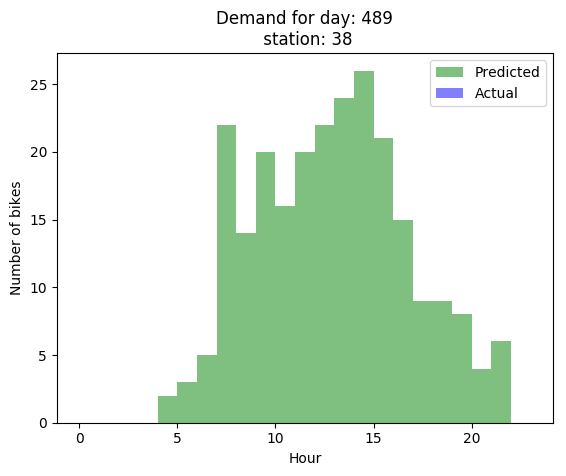 Demand for day: 489
station: 38
Predicted
Actual
Number of bikes
25
20
15
10
5
0
0
5
10
15
20
Hour